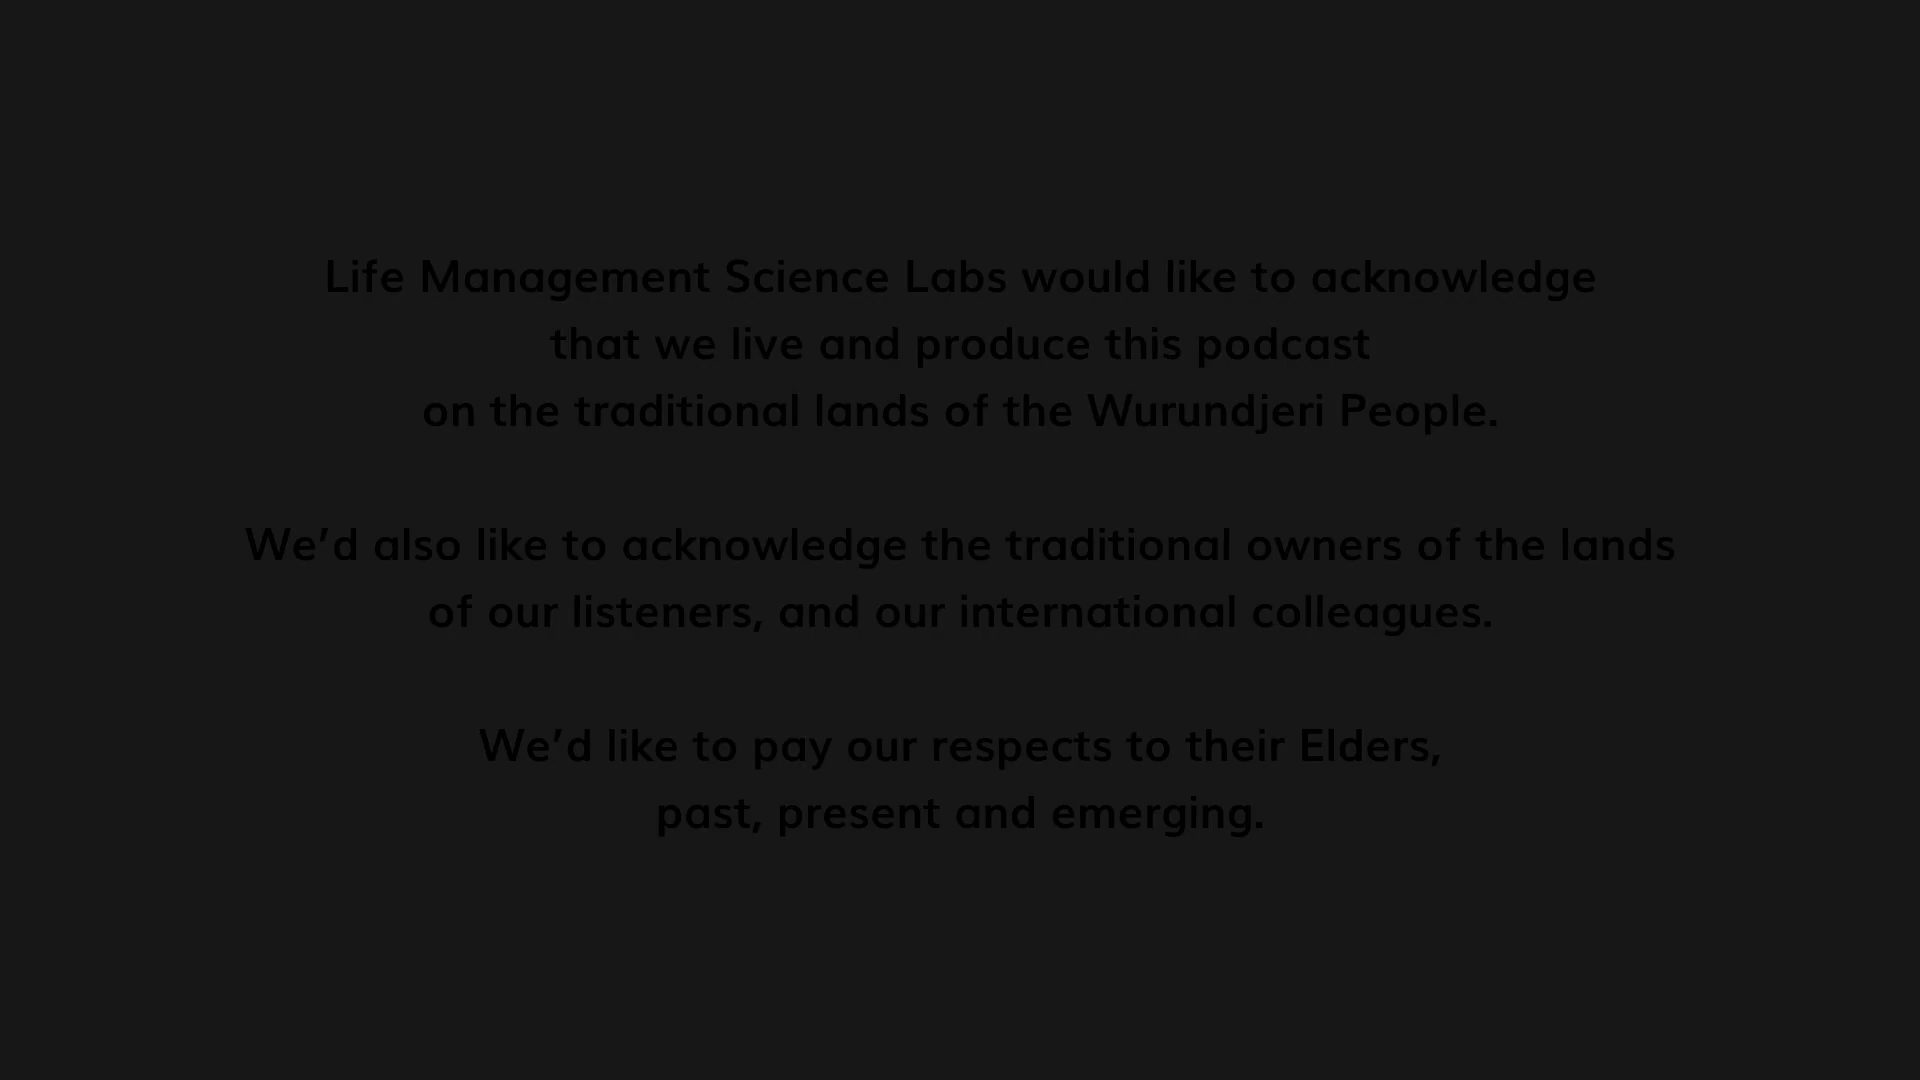 Life Management Science Labs would like to acknowledge
that we live and produce this podcast
on the traditional lands of the Wurundjeri People.
We’d also like to acknowledge the traditional owners of the lands
of our listeners, and our international colleagues.
We’d like to pay our respects to their Elders,
past, present and emerging.